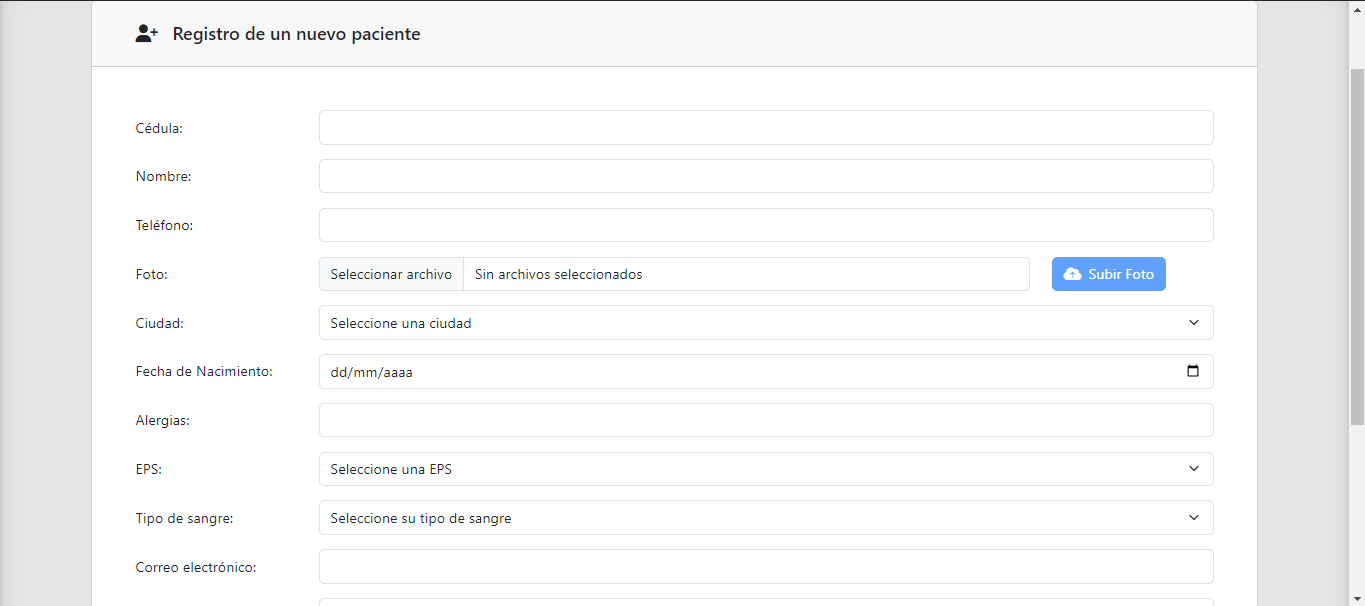 Registro de un nuevo paciente
Cédula:
Nombre:
Teléfono:
Foto: Seleccionar archivo Sin archivos seleccionados Subir Foto
Ciudad: Seleccione una ciudad
Fecha de Nacimiento: dd/mm/aaaa
Alergias:
EPS: Seleccione una EPS
Tipo de sangre: Seleccione su tipo de sangre
Correo electrónico: